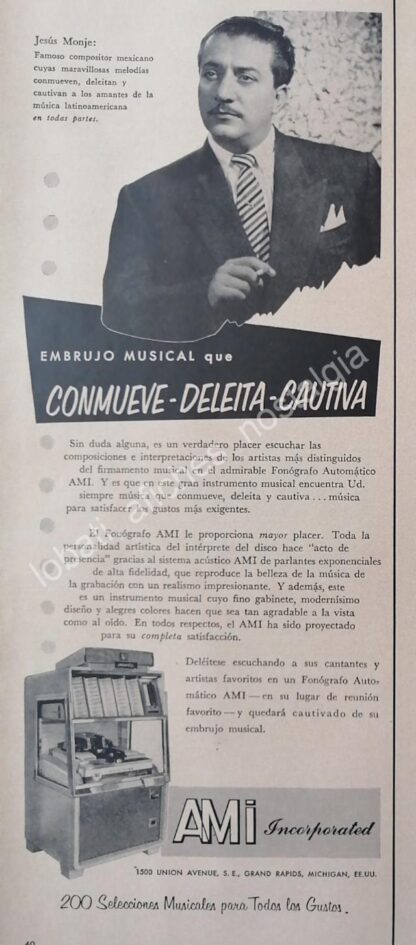 Jesús Monje:
Famoso compositor mexicano
cuyas maravillosas melodías
conmueven, deleitan y
cautivan a los amantes de la
música latinoamericana
en todas partes.
EMBRUJO MUSICAL que
CONMUEVE-DELEITA-CAUTIVA
Sin duda alguna, es un verdadero placer escuchar las
composiciones e interpretaciones de los artistas más distinguidos
del firmamento musical en el admirable Fonógrafo Automático
AMI. Y es que en este gran instrumento musical encuentra Ud.
siempre música que conmueve, deleita y cautiva... música
para satisfacer los gustos más exigentes.
El Fonógrafo AMI le proporciona mayor placer. Toda la
personalidad artística del intérprete del disco hace "acto de
presencia" gracias al sistema acústico AMI de parlantes exponenciales
de alta fidelidad, que reproduce la belleza de la música de
la grabación con un realismo impresionante. Y además, este
es un instrumento musical cuyo fino gabinete, modernísimo
diseño y alegres colores hacen que sea tan agradable a la vista
como al oído. En todos respectos, el AMI ha sido proyectado
para su completa satisfacción.
Deléitese escuchando a sus cantantes y
artistas favoritos en un Fonógrafo Auto-
mático AMI—en su lugar de reunión
favorito—y quedará cautivado de su
embrujo musical.
AMi Incorporated
1500 UNION AVENUE, S. E., GRAND RAPIDS, MICHIGAN, EE.UU.
200 Selecciones Musicales para Todos los Gustos.